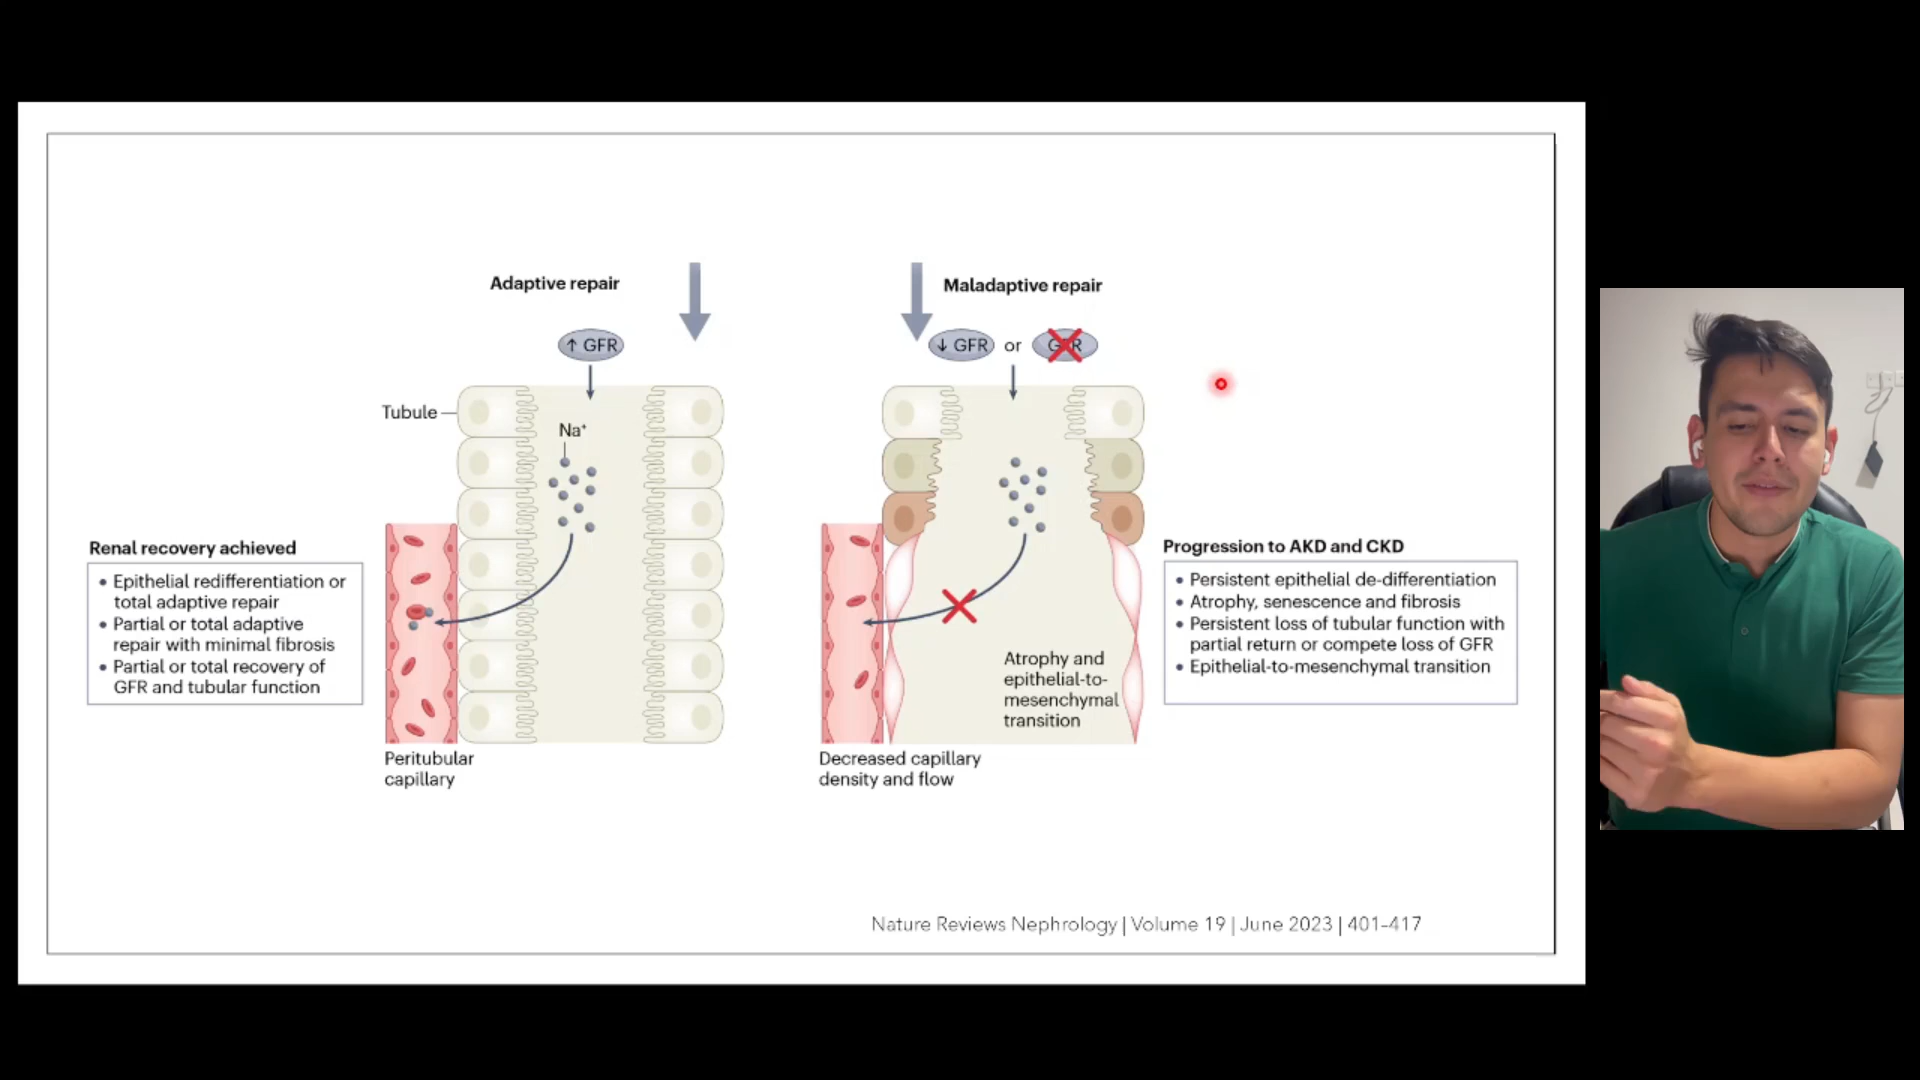 Adaptive repair
↑ GFR
Tubule
Na⁺
Renal recovery achieved
• Epithelial redifferentiation or
total adaptive repair
• Partial or total adaptive
repair with minimal fibrosis
• Partial or total recovery of
GFR and tubular function
Peritubular
capillary
Maladaptive repair
↓ GFR or GFR
Atrophy and
epithelial-to-
mesenchymal
transition
Decreased capillary
density and flow
Progression to AKD and CKD
• Persistent epithelial de-differentiation
• Atrophy, senescence and fibrosis
• Persistent loss of tubular function with
partial return or compete loss of GFR
• Epithelial-to-mesenchymal transition
Nature Reviews Nephrology | Volume 19 | June 2023 | 401–417